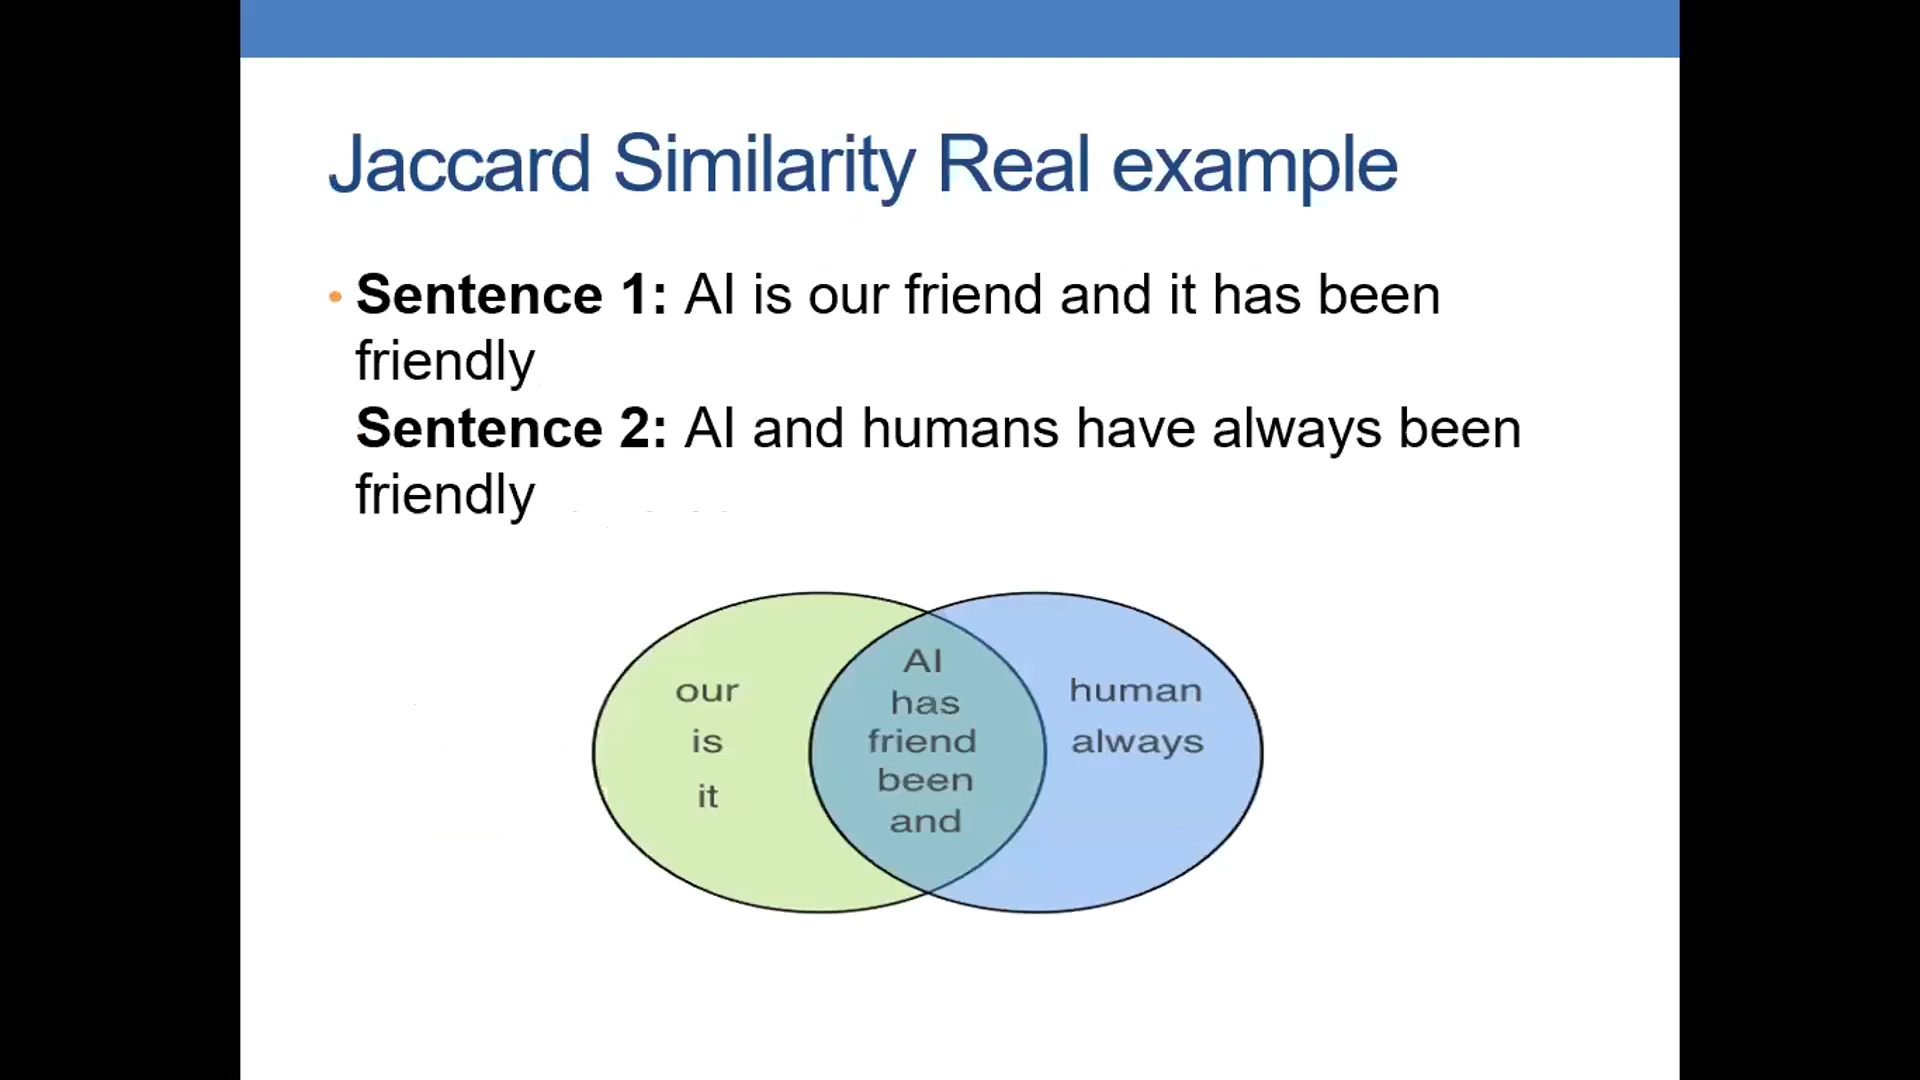 Jaccard Similarity Real example
• Sentence 1: AI is our friend and it has been
friendly
Sentence 2: AI and humans have always been
friendly
our
is
it
AI
has
friend
been
and
human
always